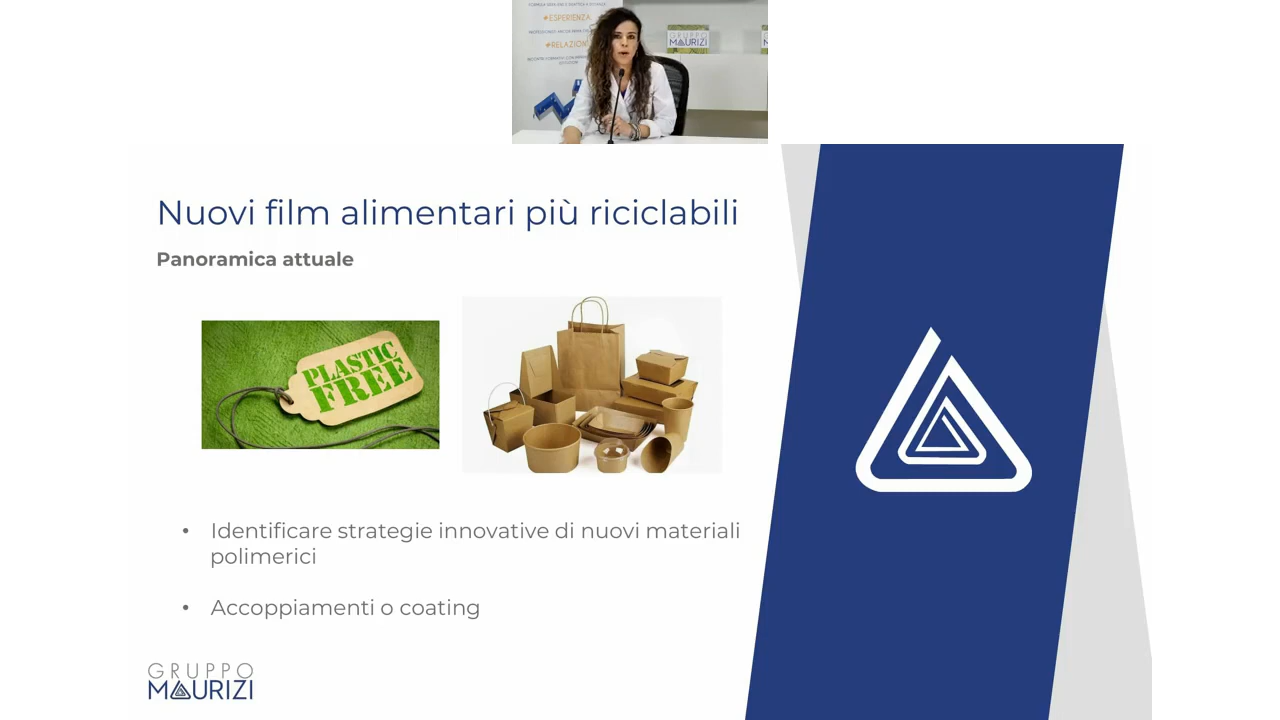 #ESPERIENZA
#RELAZION
GRUPPO
MAURIZI
Nuovi film alimentari più riciclabili
Panoramica attuale
PLASTIC
FREE
• Identificare strategie innovative di nuovi materiali
polimerici
• Accoppiamenti o coating
GRUPPO
MAURIZI